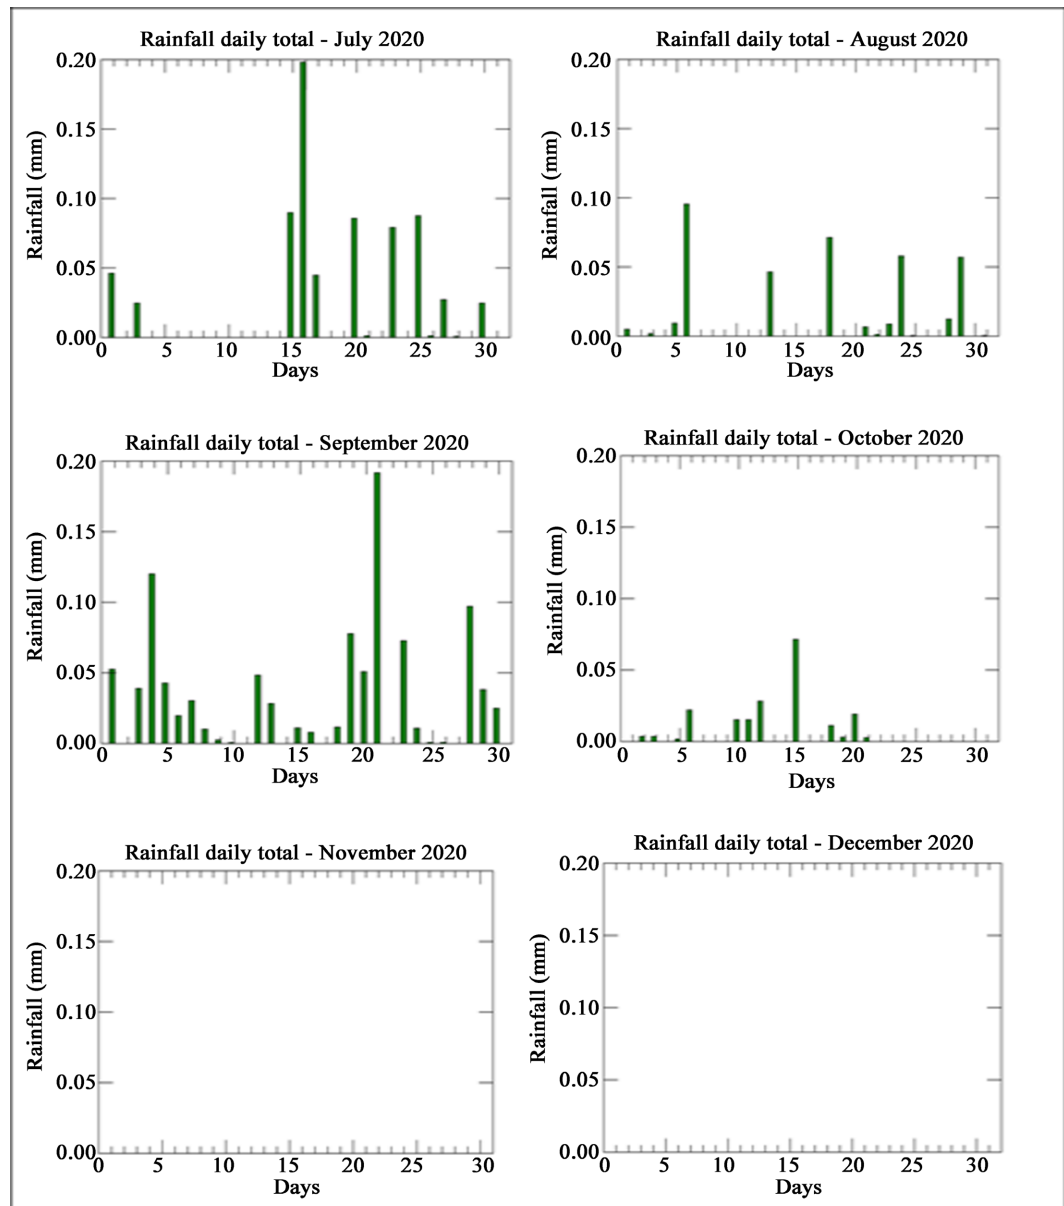 Rainfall daily total - July 2020
0.20
0.15
0.10
0.05
0.00
Rainfall (mm)
0 5 10 15 20 25 30
Days
Rainfall daily total - August 2020
0.20
0.15
0.10
0.05
0.00
Rainfall (mm)
0 5 10 15 20 25 30
Days
Rainfall daily total - September 2020
0.20
0.15
0.10
0.05
0.00
Rainfall (mm)
0 5 10 15 20 25 30
Days
Rainfall daily total - October 2020
0.20
0.15
0.10
0.05
0.00
Rainfall (mm)
0 5 10 15 20 25 30
Days
Rainfall daily total - November 2020
0.20
0.15
0.10
0.05
0.00
Rainfall (mm)
0 5 10 15 20 25 30
Days
Rainfall daily total - December 2020
0.20
0.15
0.10
0.05
0.00
Rainfall (mm)
0 5 10 15 20 25 30
Days